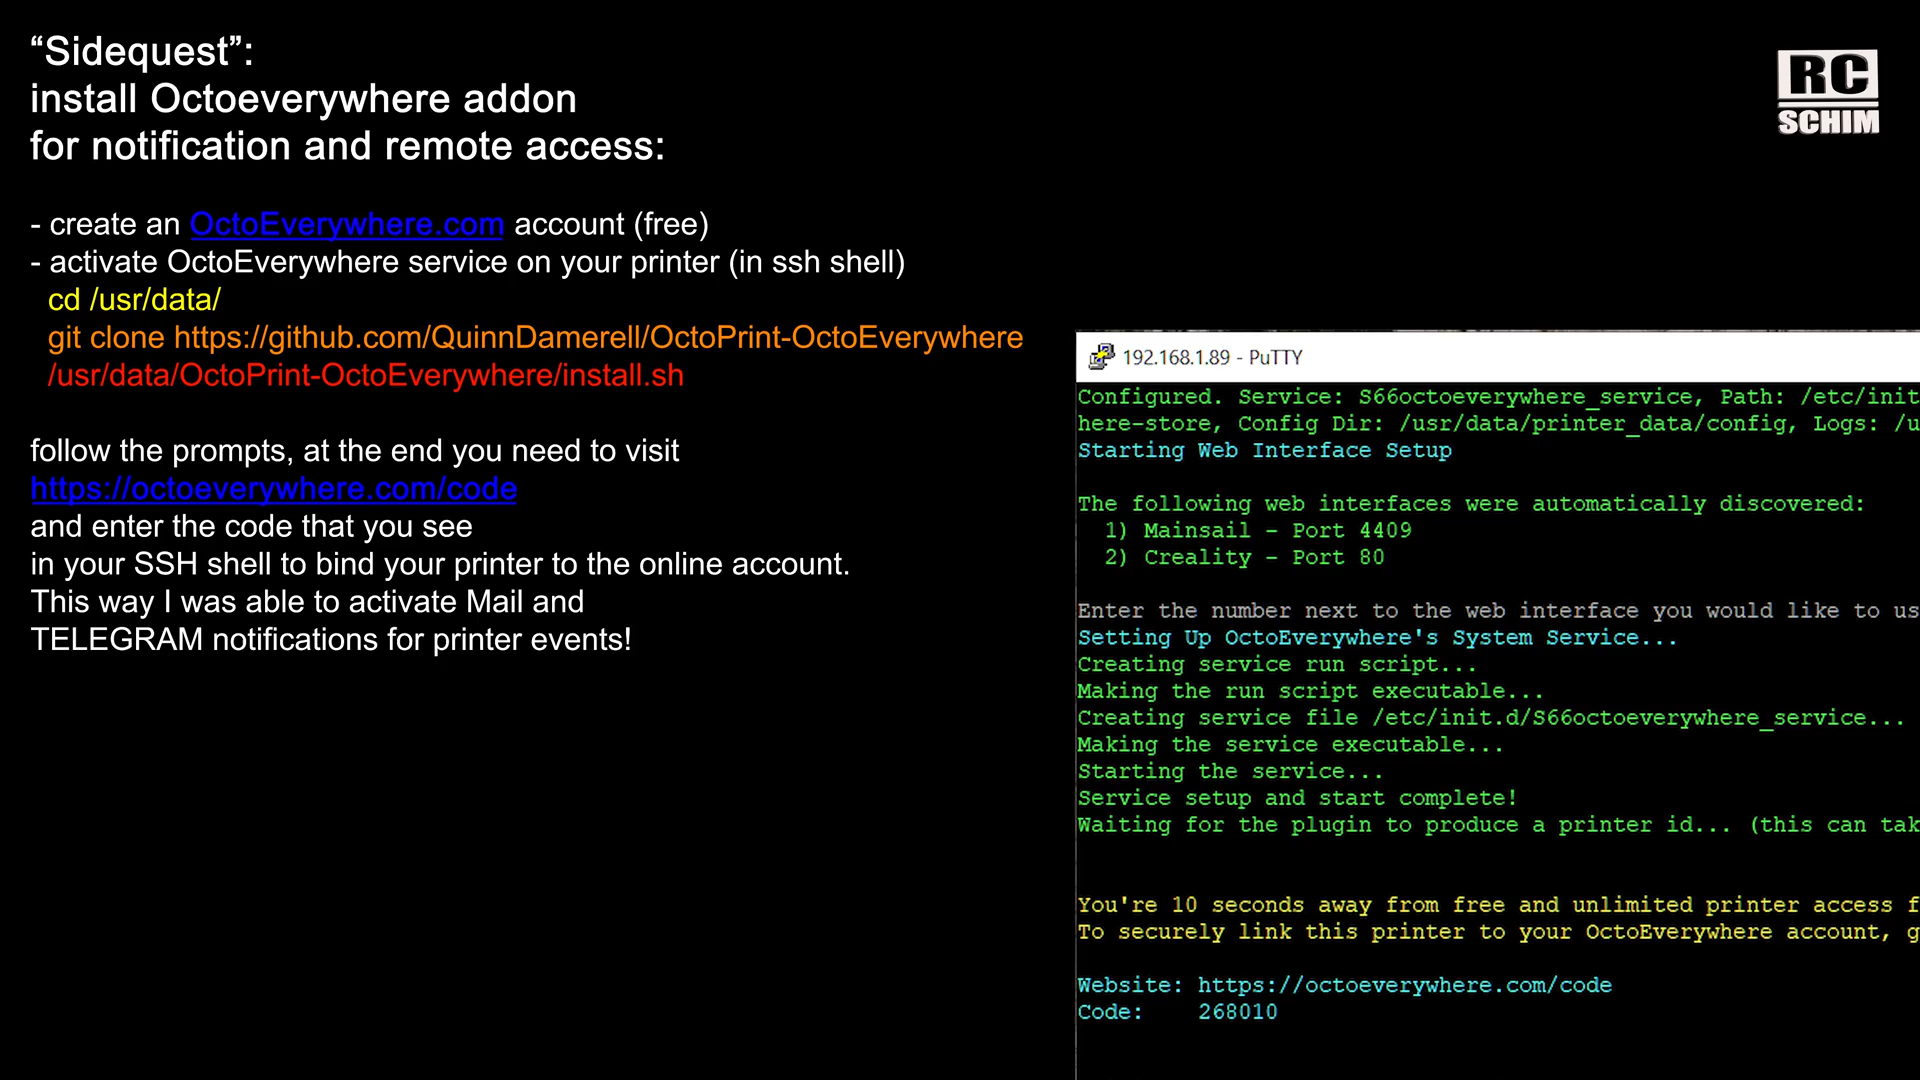 “Sidequest”:
install Octoeverywhere addon
for notification and remote access:
- create an OctoEverywhere.com account (free)
- activate OctoEverywhere service on your printer (in ssh shell)
cd /usr/data/
git clone https://github.com/QuinnDamerell/OctoPrint-OctoEverywhere
/usr/data/OctoPrint-OctoEverywhere/install.sh
follow the prompts, at the end you need to visit
https://octoeverywhere.com/code
and enter the code that you see
in your SSH shell to bind your printer to the online account.
This way I was able to activate Mail and
TELEGRAM notifications for printer events!
RC
SCHIM
192.168.1.89 - PuTTY
Configured. Service: S66octoeverywhere_service, Path: /etc/init
here-store, Config Dir: /usr/data/printer_data/config, Logs: /u
Starting Web Interface Setup
The following web interfaces were automatically discovered:
1) Mainsail - Port 4409
2) Creality - Port 80
Enter the number next to the web interface you would like to us
Setting Up OctoEverywhere's System Service...
Creating service run script...
Making the run script executable...
Creating service file /etc/init.d/S66octoeverywhere_service...
Making the service executable...
Starting the service...
Service setup and start complete!
Waiting for the plugin to produce a printer id... (this can tak
You're 10 seconds away from free and unlimited printer access f
To securely link this printer to your OctoEverywhere account, g
Website: https://octoeverywhere.com/code
Code: 268010